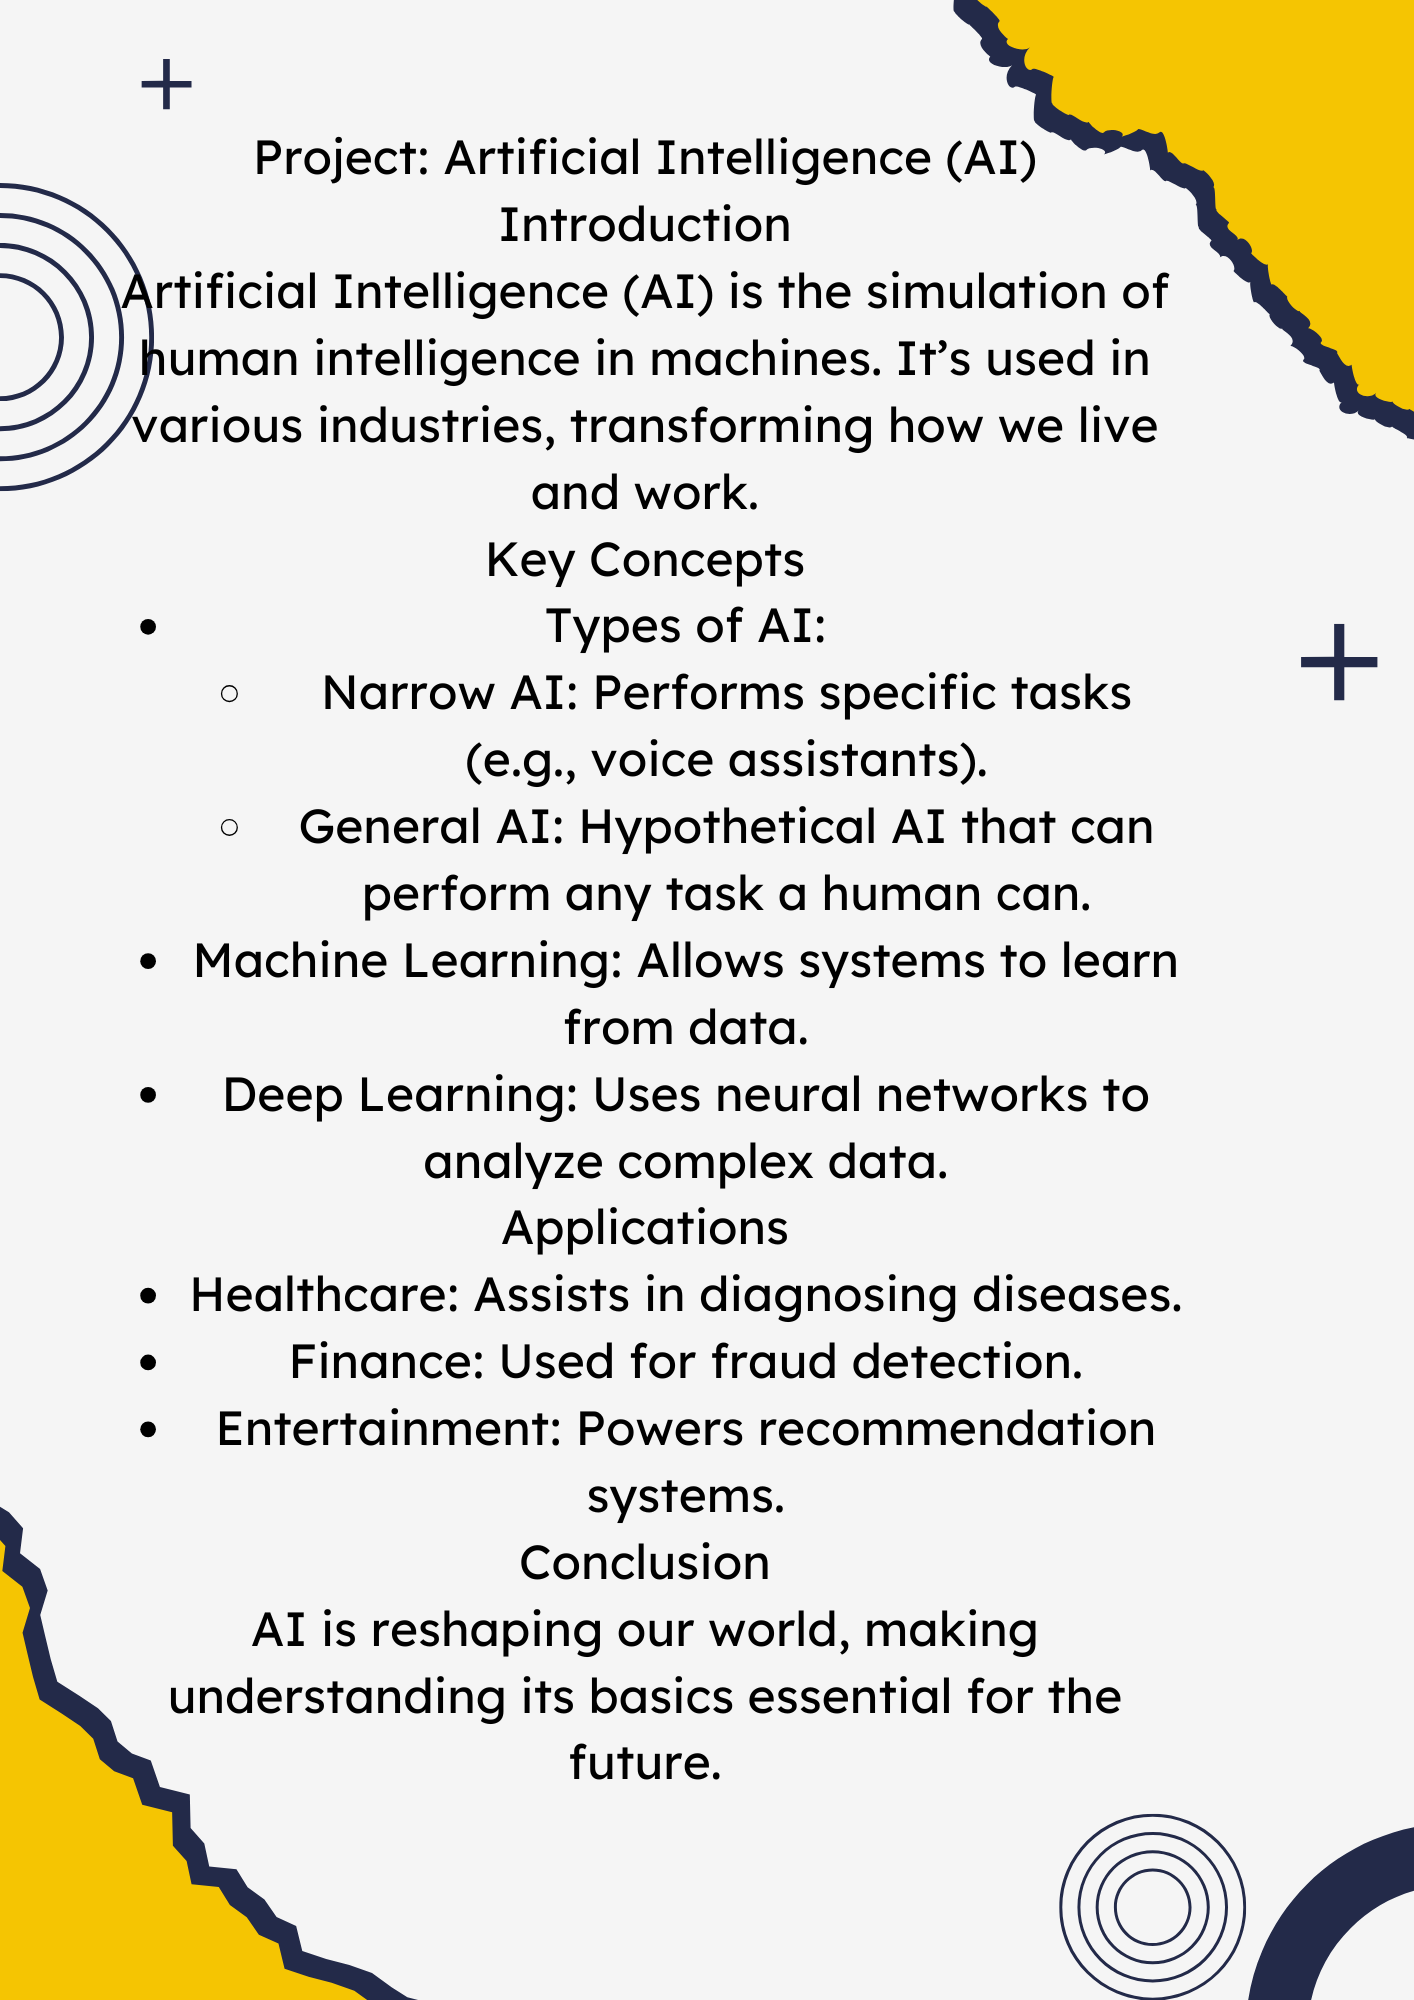 Project: Artificial Intelligence (AI)
Introduction
Artificial Intelligence (AI) is the simulation of
human intelligence in machines. It’s used in
various industries, transforming how we live
and work.
Key Concepts
• Types of AI:
○ Narrow AI: Performs specific tasks
(e.g., voice assistants).
○ General AI: Hypothetical AI that can
perform any task a human can.
• Machine Learning: Allows systems to learn
from data.
• Deep Learning: Uses neural networks to
analyze complex data.
Applications
• Healthcare: Assists in diagnosing diseases.
• Finance: Used for fraud detection.
• Entertainment: Powers recommendation
systems.
Conclusion
AI is reshaping our world, making
understanding its basics essential for the
future.